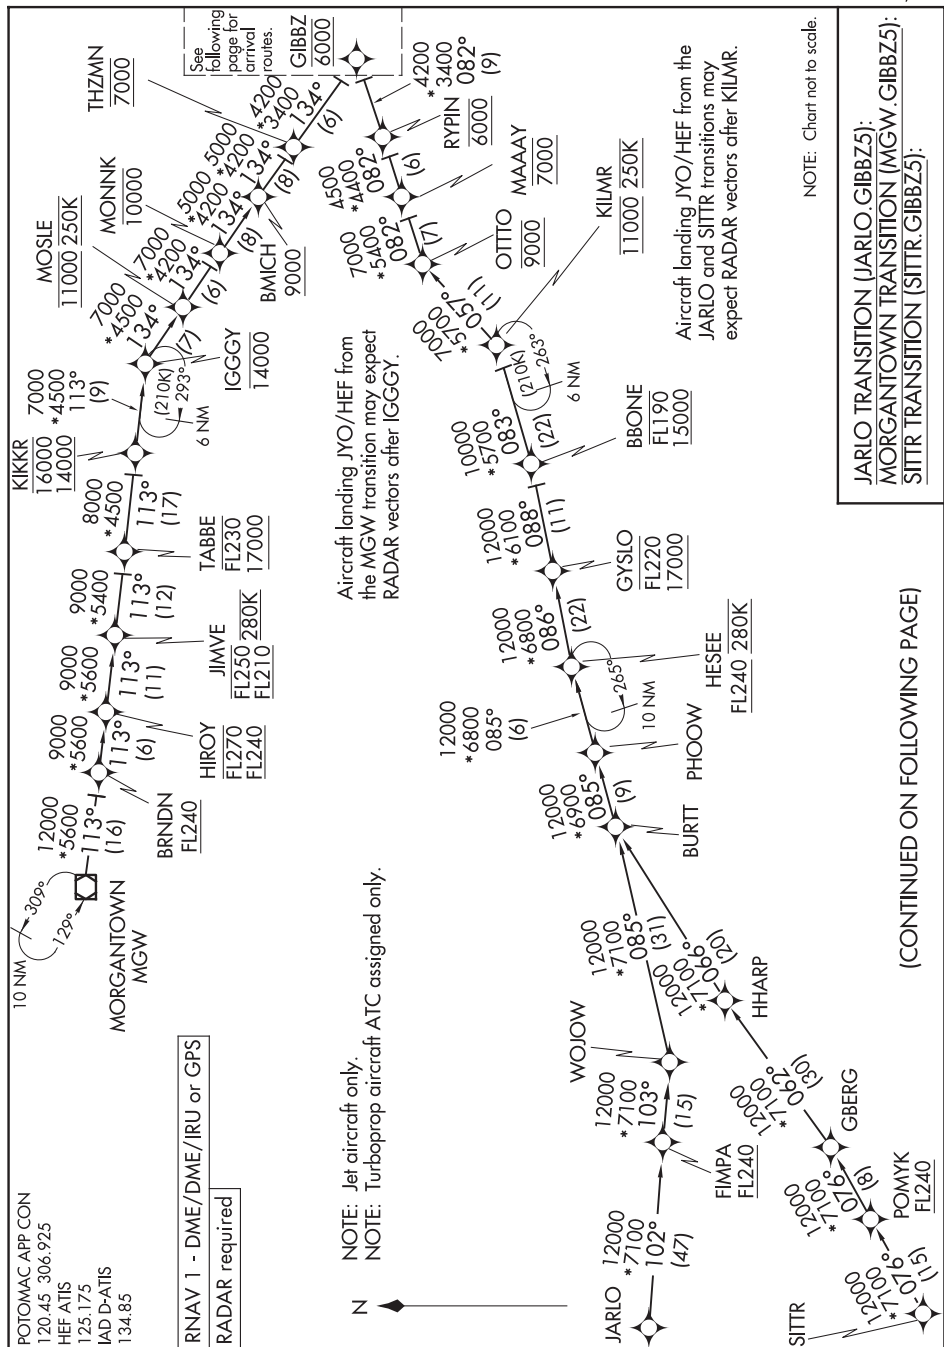 POTOMAC APP CON
120.45 306.925
HEF ATIS
125.175
IAD D-ATIS
134.85
RNAV 1 - DME/DME/IRU or GPS
RADAR required
NOTE: Jet aircraft only.
NOTE: Turboprop aircraft ATC assigned only.
N
10 NM
309°
129°
MORGANTOWN
MGW
12000
*5600
113°
(16)
BRNDN
FL240
9000
*5600
113°
(6)
HIROY
FL270
FL240
9000
*5600
113°
(11)
JIMVE
FL250 280K
FL210
9000
*5400
113°
(12)
TABBE
FL230
17000
8000
*4500
113°
(17)
KIKKR
16000
14000
7000
*4500
113°
(9)
(210K)
293°
6 NM
IGGGY
14000
7000
*4500
134°
(7)
MOSLE
11000 250K
7000
*4200
134°
(6)
MONNK
10000
5000
*4200
134°
(8)
BMICH
9000
5000
*4200
134°
(8)
THZMN
7000
4200
*3400
134°
(6)
See
following
page for
arrival
routes.
GIBBZ
6000
4200
*3400
082°
(9)
RYPIN
6000
4500
*4400
082°
(6)
MAAAY
7000
7000
*5400
082°
(7)
OTTTO
9000
7000
*5700
057°
(11)
KILMR
11000 250K
(210K)
263°
6 NM
10000
*5700
083°
(22)
BBONE
FL190
15000
12000
*6100
088°
(11)
GYSLO
FL220
17000
12000
*6800
086°
(22)
HESEE
FL240 280K
265°
10 NM
12000
*6800
085°
(6)
PHOOW
12000
*6900
085°
(9)
BURTT
12000
*7100
085°
(31)
WOJOW
12000
*7100
103°
(15)
FIMPA
FL240
12000
*7100
102°
(47)
JARLO
12000
*7100
066°
(20)
HHARP
12000
*7100
062°
(30)
GBERG
12000
*7100
076°
(8)
POMYK
FL240
12000
*7100
076°
(15)
SITTR
Aircraft landing JYO/HEF from
the MGW transition may expect
RADAR vectors after IGGGY.
Aircraft landing JYO/HEF from the
JARLO and SITTR transitions may
expect RADAR vectors after KILMR.
NOTE: Chart not to scale.
(CONTINUED ON FOLLOWING PAGE)
JARLO TRANSITION (JARLO.GIBBZ5):
MORGANTOWN TRANSITION (MGW.GIBBZ5):
SITTR TRANSITION (SITTR.GIBBZ5):